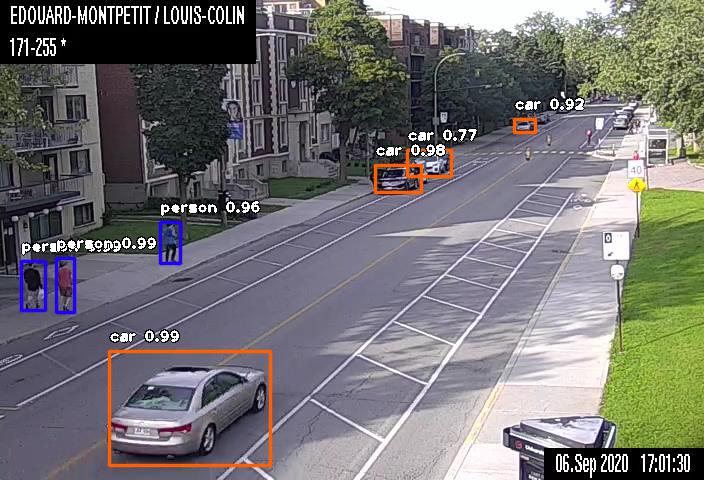 EDOUARD-MONTPETIT / LOUIS-COLIN
171-255 *
car 0.92
car 0.77
car 0.98
person 0.96
person 0.99
car 0.99
40
06.Sep 2020 17:01:30